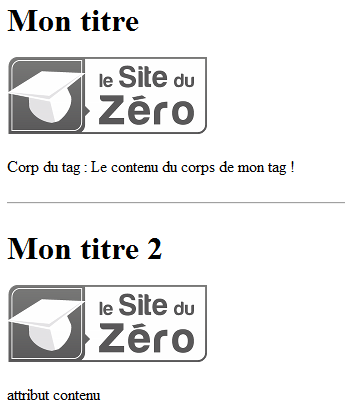 Mon titre
le Site du
Zéro
Corp du tag : Le contenu du corps de mon tag !
Mon titre 2
le Site du
Zéro
attribut contenu